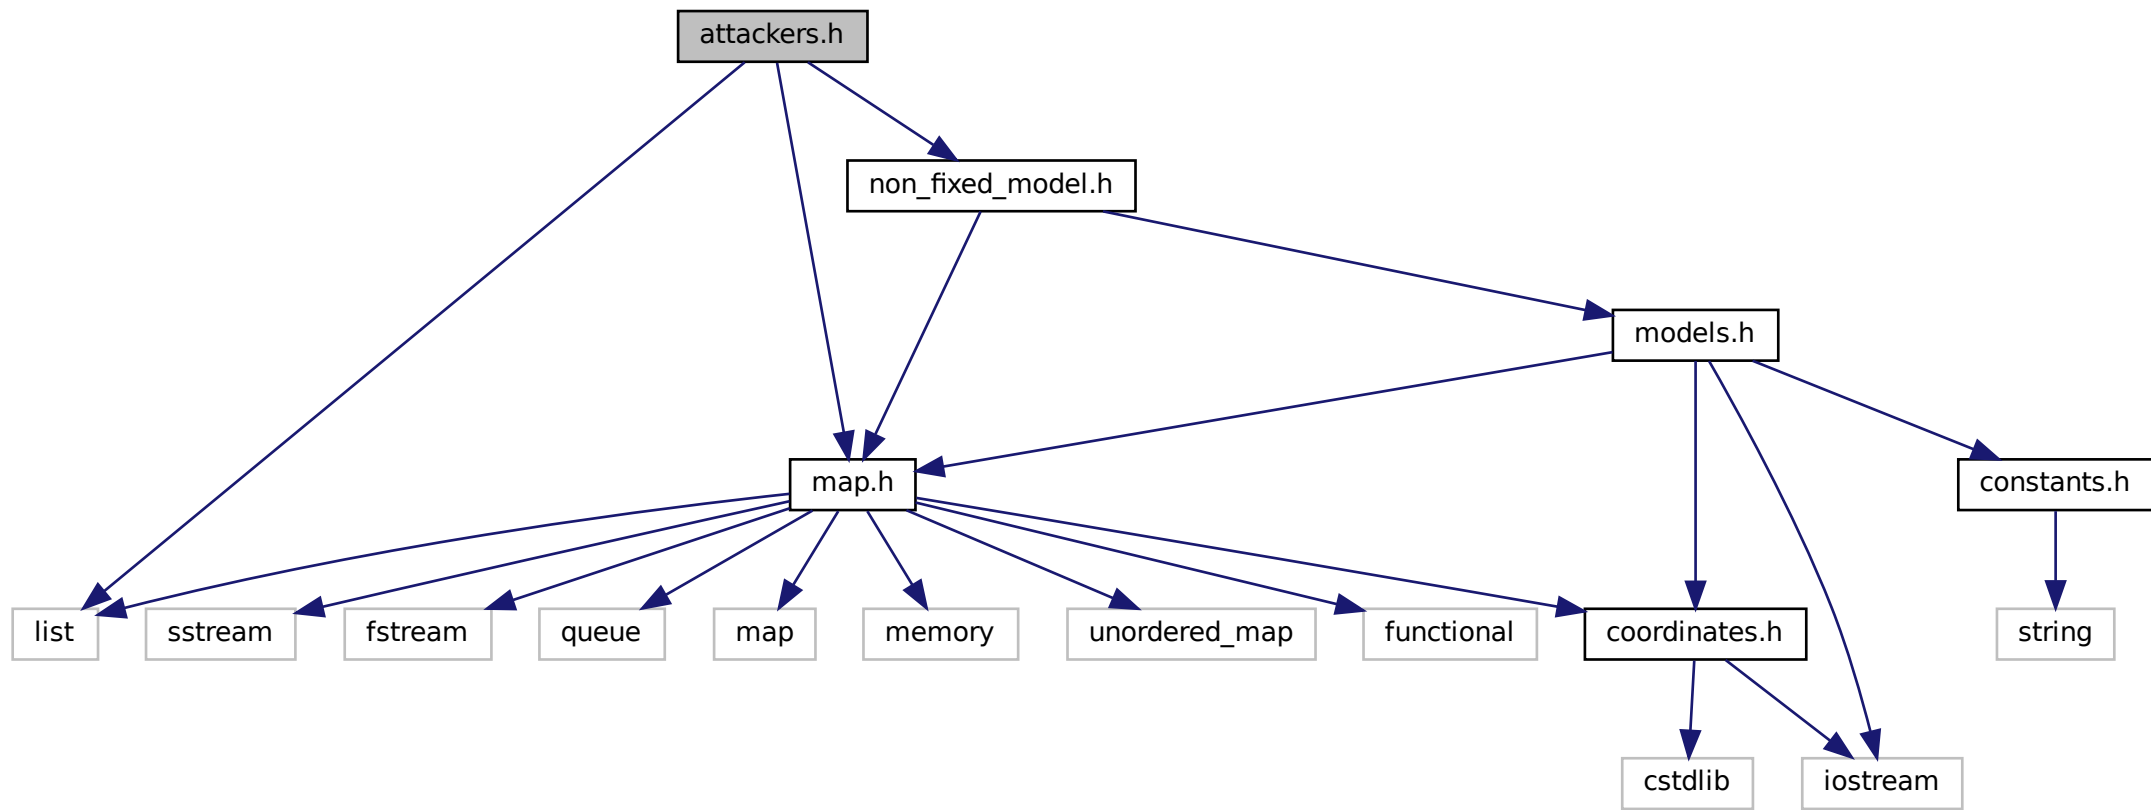 attackers.h
non_fixed_model.h
models.h
map.h
constants.h
list
sstream
fstream
queue
map
memory
unordered_map
functional
coordinates.h
string
cstdlib
iostream